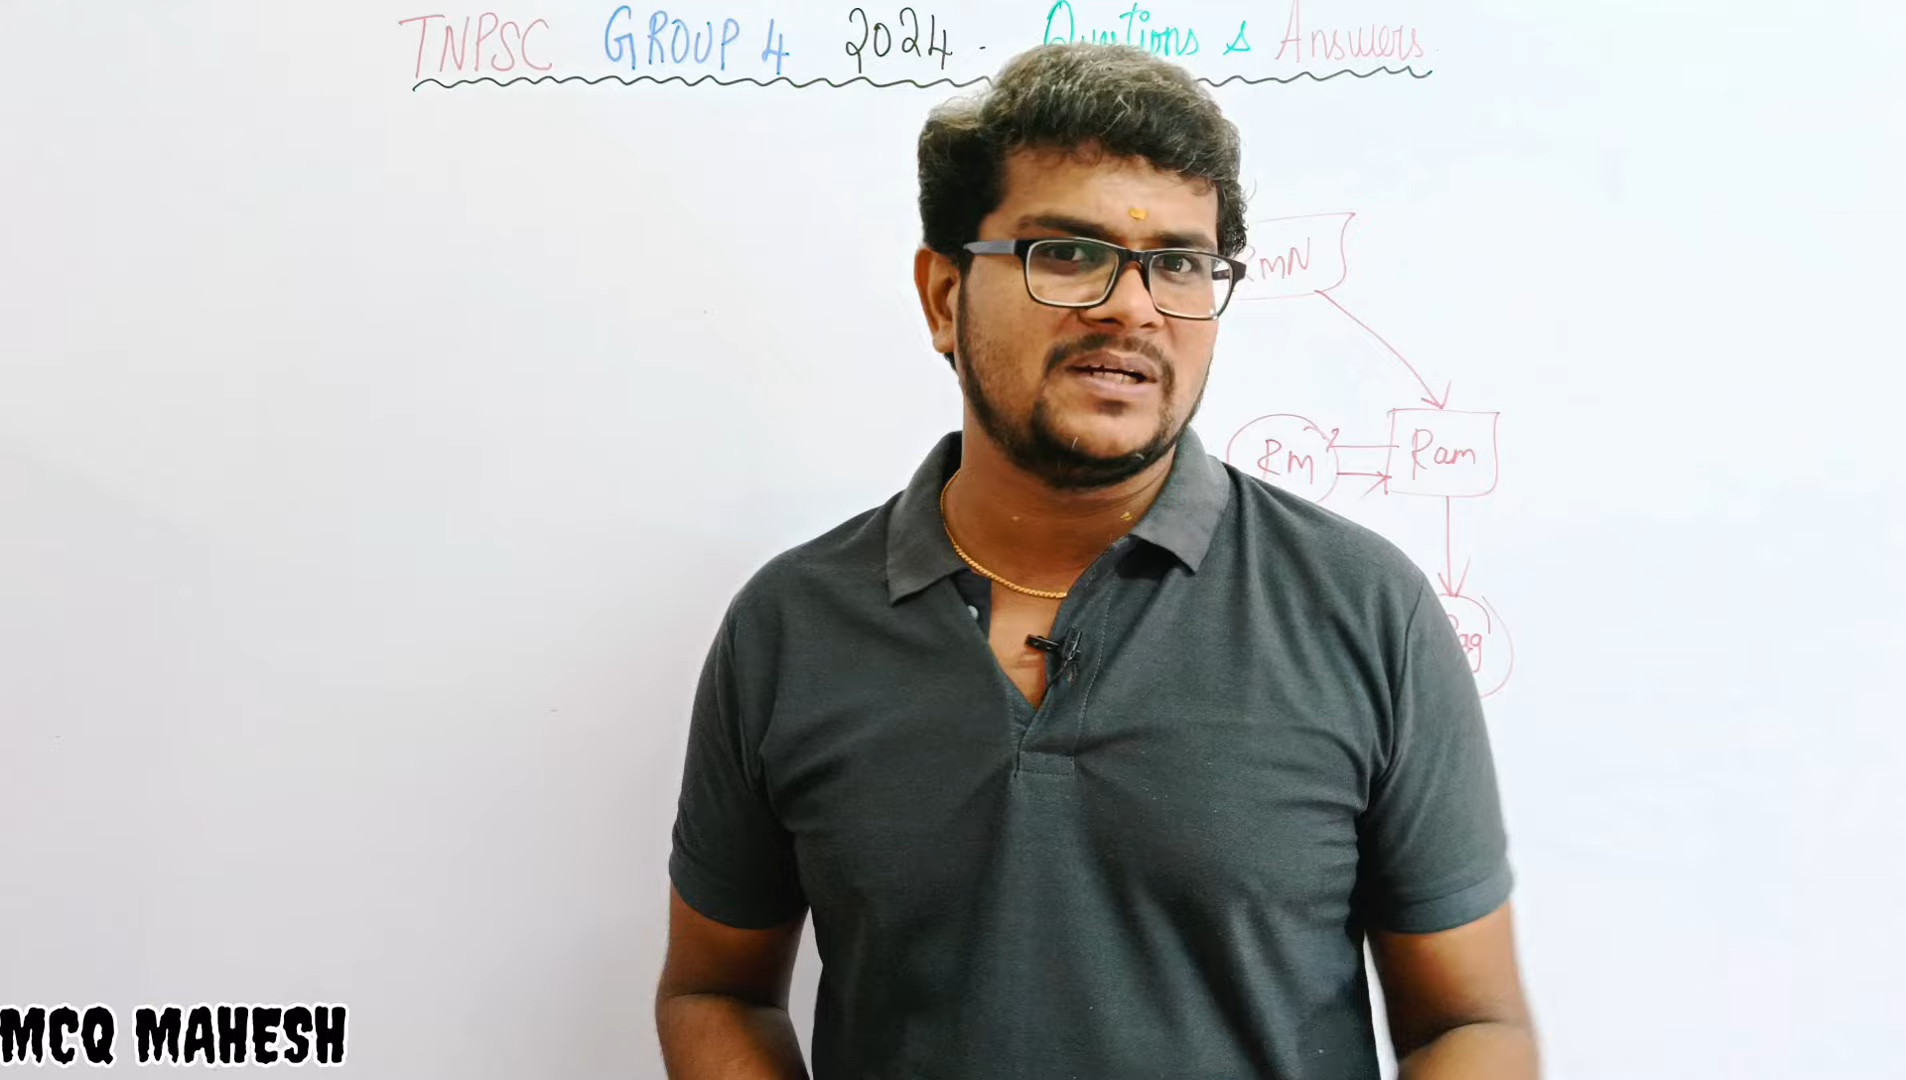 TNPSC GROUP 4 2024 - Questions & Answers
RMN
Rm Ram
MCQ MAHESH